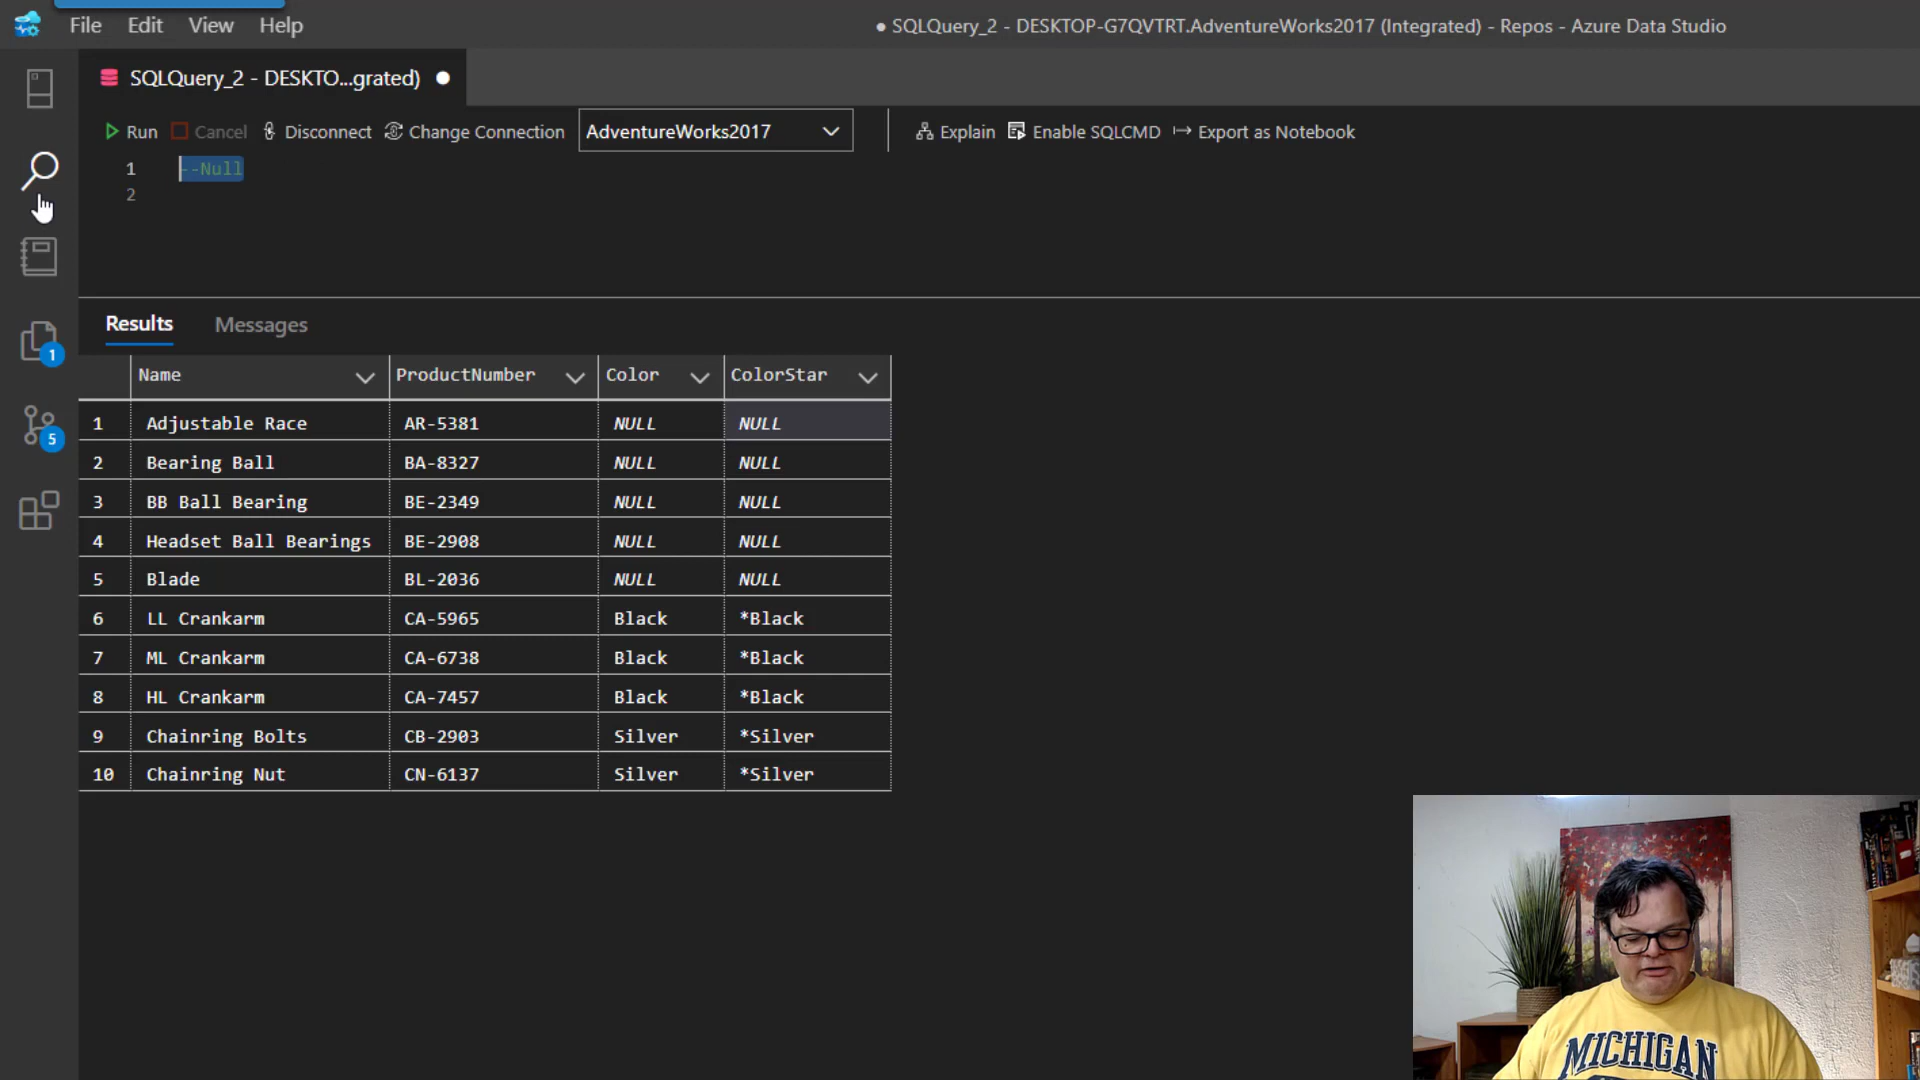 File Edit View Help
● SQLQuery_2 - DESKTOP-G7QVTRT.AdventureWorks2017 (Integrated) - Repos - Azure Data Studio
SQLQuery_2 - DESKTO...grated) ●
Run Cancel Disconnect Change Connection AdventureWorks2017 Explain Enable SQLCMD Export as Notebook
1 --Null
2
1
5
Results Messages
Name ProductNumber Color ColorStar
1 Adjustable Race AR-5381 NULL NULL
2 Bearing Ball BA-8327 NULL NULL
3 BB Ball Bearing BE-2349 NULL NULL
4 Headset Ball Bearings BE-2908 NULL NULL
5 Blade BL-2036 NULL NULL
6 LL Crankarm CA-5965 Black *Black
7 ML Crankarm CA-6738 Black *Black
8 HL Crankarm CA-7457 Black *Black
9 Chainring Bolts CB-2903 Silver *Silver
10 Chainring Nut CN-6137 Silver *Silver
MICHIGAN